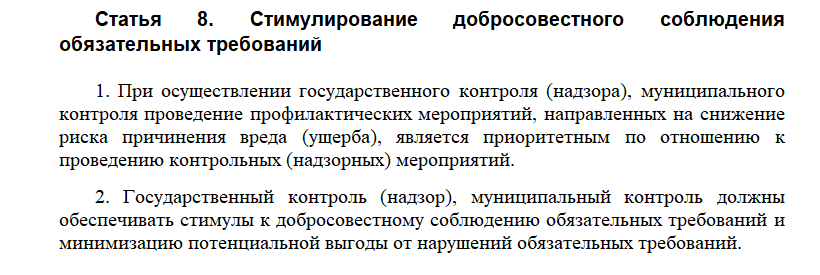 Статья 8. Стимулирование добросовестного соблюдения
обязательных требований
1. При осуществлении государственного контроля (надзора), муниципального
контроля проведение профилактических мероприятий, направленных на снижение
риска причинения вреда (ущерба), является приоритетным по отношению к
проведению контрольных (надзорных) мероприятий.
2. Государственный контроль (надзор), муниципальный контроль должны
обеспечивать стимулы к добросовестному соблюдению обязательных требований и
минимизацию потенциальной выгоды от нарушений обязательных требований.